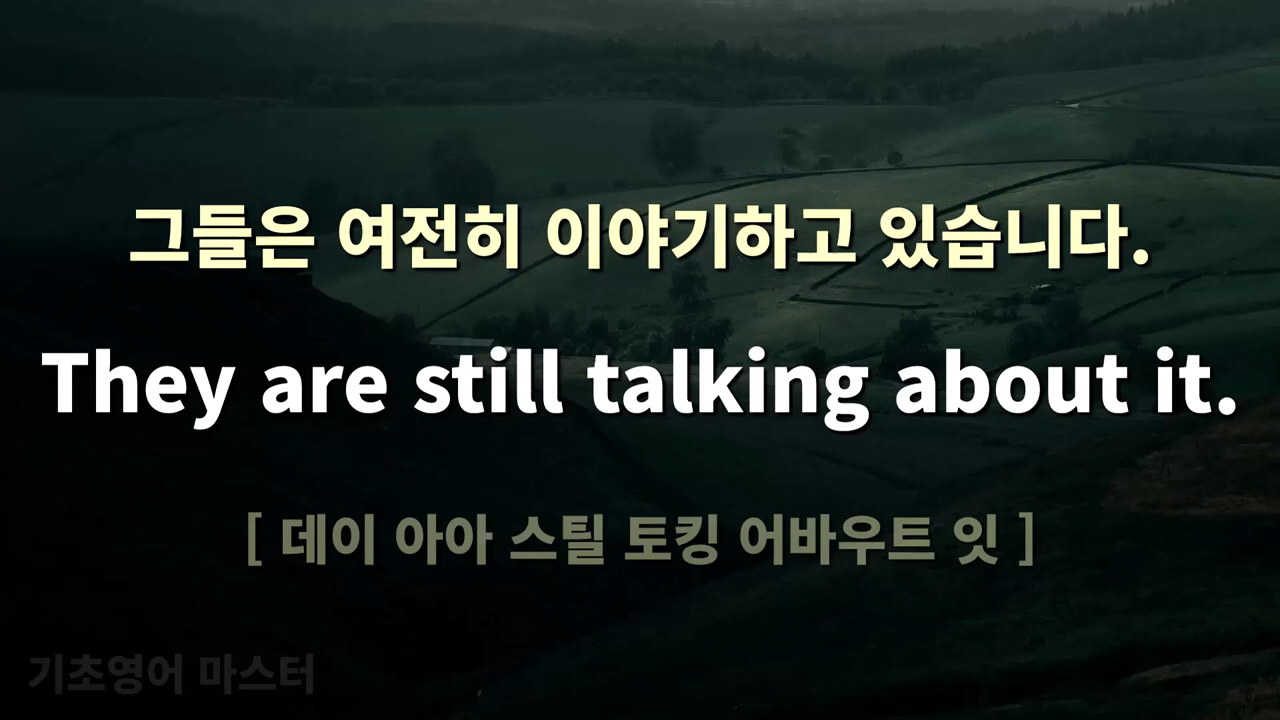 그들은 여전히 이야기하고 있습니다.
They are still talking about it.
[ 데이 아아 스틸 토킹 어바우트 잇 ]
기초영어 마스터